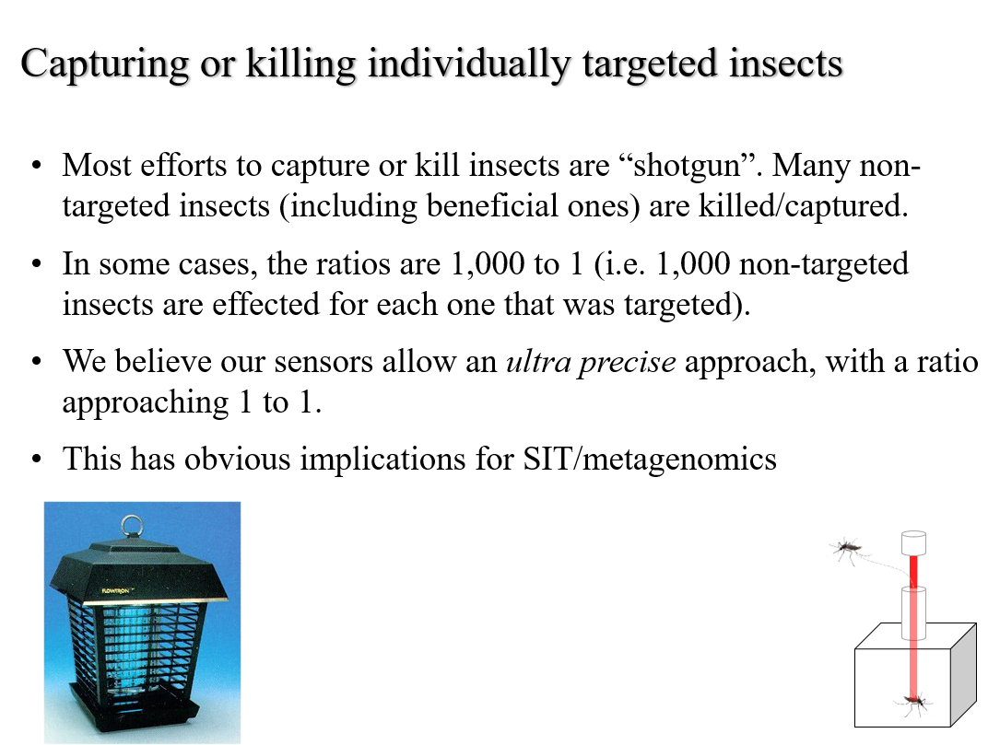 Capturing or killing individually targeted insects
• Most efforts to capture or kill insects are “shotgun”. Many non-
targeted insects (including beneficial ones) are killed/captured.
• In some cases, the ratios are 1,000 to 1 (i.e. 1,000 non-targeted
insects are effected for each one that was targeted).
• We believe our sensors allow an ultra precise approach, with a ratio
approaching 1 to 1.
• This has obvious implications for SIT/metagenomics
FLOWTRON™